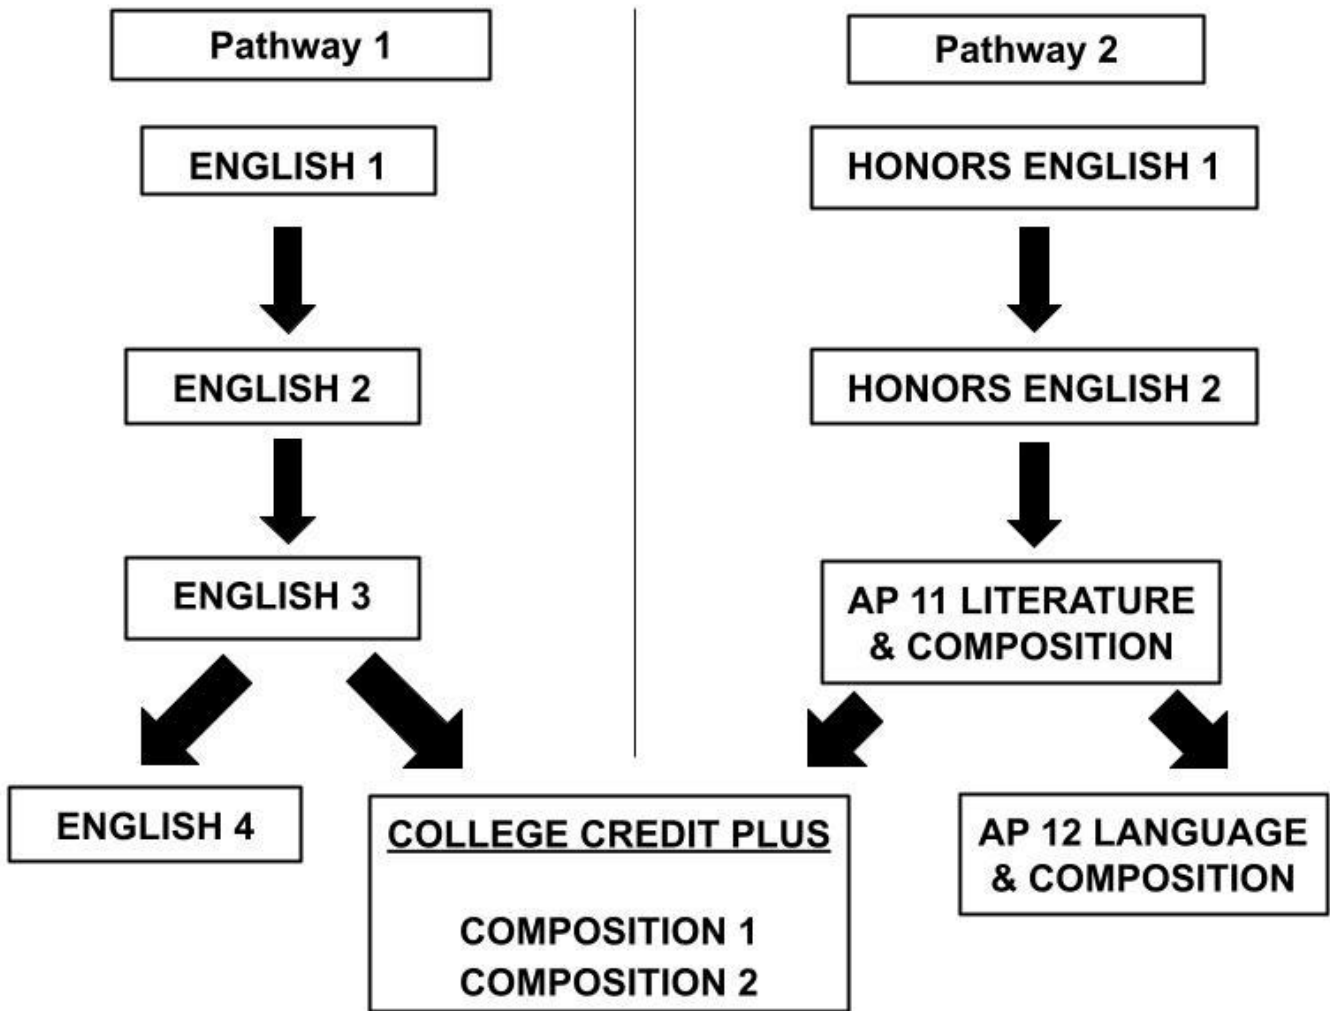 Pathway 1
ENGLISH 1
ENGLISH 2
ENGLISH 3
ENGLISH 4
COLLEGE CREDIT PLUS
COMPOSITION 1
COMPOSITION 2
Pathway 2
HONORS ENGLISH 1
HONORS ENGLISH 2
AP 11 LITERATURE
& COMPOSITION
AP 12 LANGUAGE
& COMPOSITION